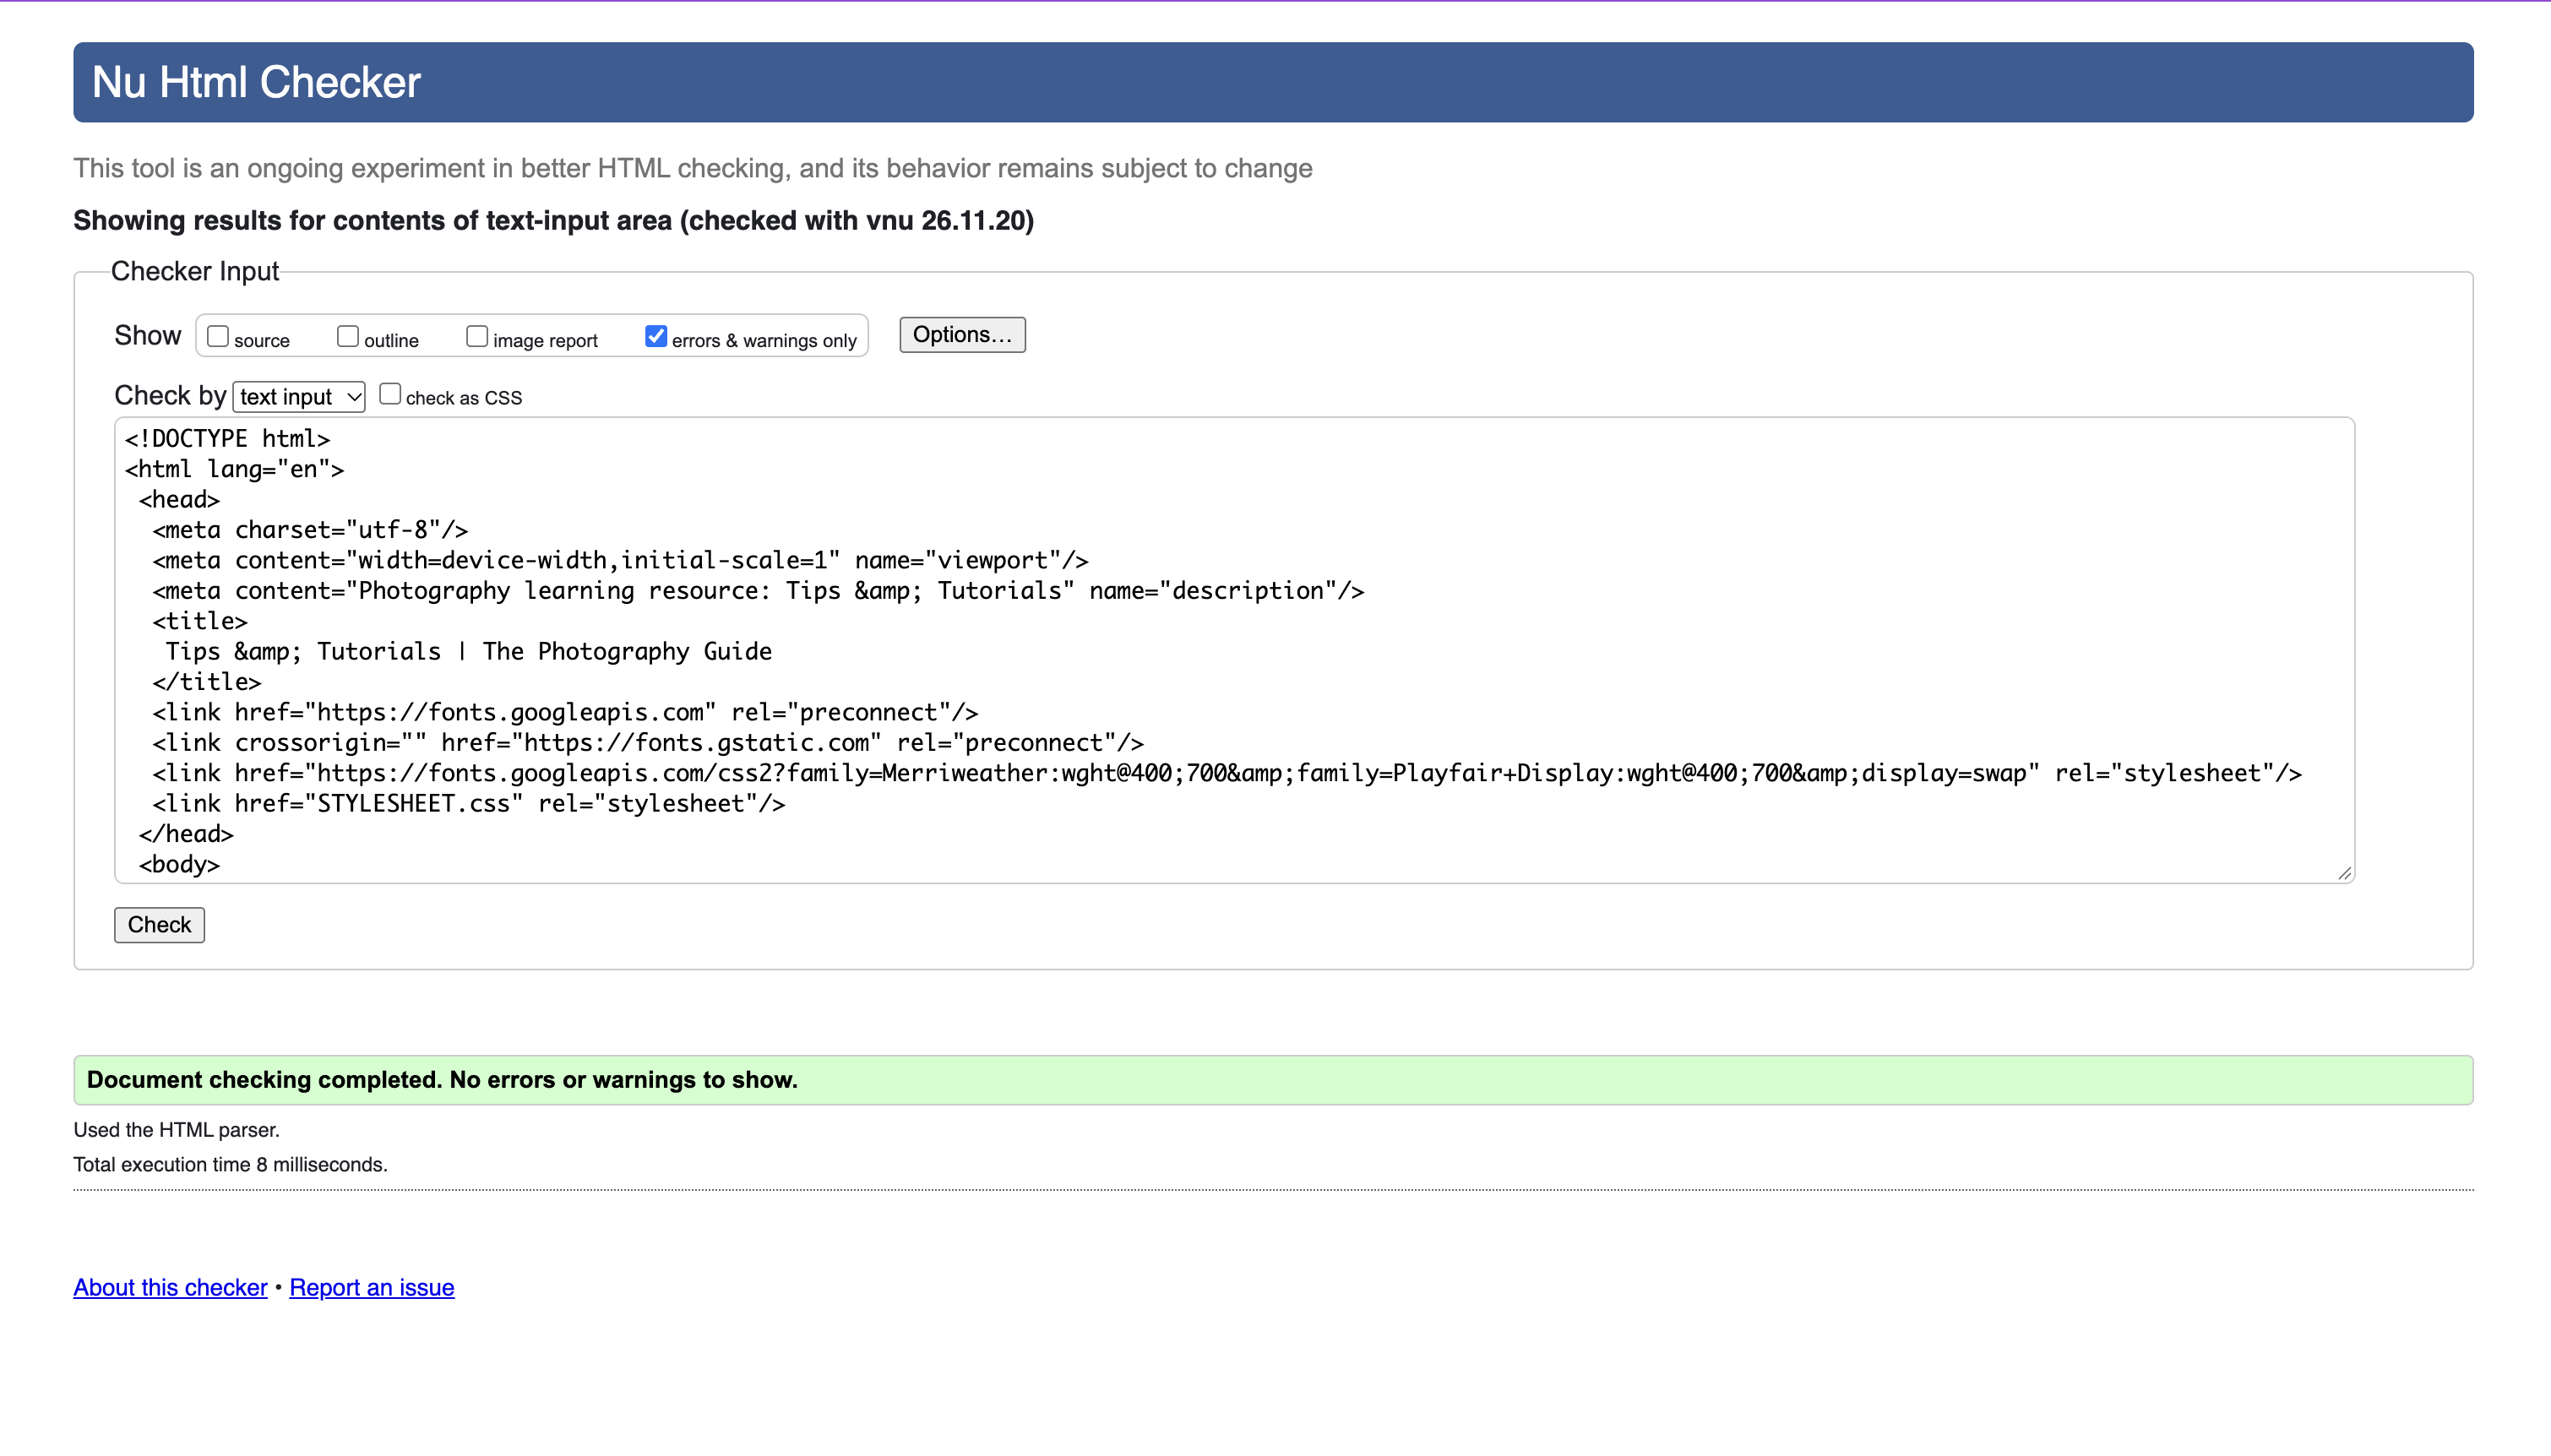 Nu Html Checker
This tool is an ongoing experiment in better HTML checking, and its behavior remains subject to change
Showing results for contents of text-input area (checked with vnu 26.11.20)
Checker Input
Show source outline image report errors & warnings only Options...
Check by text input check as CSS
<!DOCTYPE html>
<html lang="en">
 <head>
  <meta charset="utf-8"/>
  <meta content="width=device-width,initial-scale=1" name="viewport"/>
  <meta content="Photography learning resource: Tips &amp; Tutorials" name="description"/>
  <title>
   Tips &amp; Tutorials | The Photography Guide
  </title>
  <link href="https://fonts.googleapis.com" rel="preconnect"/>
  <link crossorigin="" href="https://fonts.gstatic.com" rel="preconnect"/>
  <link href="https://fonts.googleapis.com/css2?family=Merriweather:wght@400;700&amp;family=Playfair+Display:wght@400;700&amp;display=swap" rel="stylesheet"/>
  <link href="STYLESHEET.css" rel="stylesheet"/>
 </head>
 <body>
Check
Document checking completed. No errors or warnings to show.
Used the HTML parser.
Total execution time 8 milliseconds.
About this checker • Report an issue